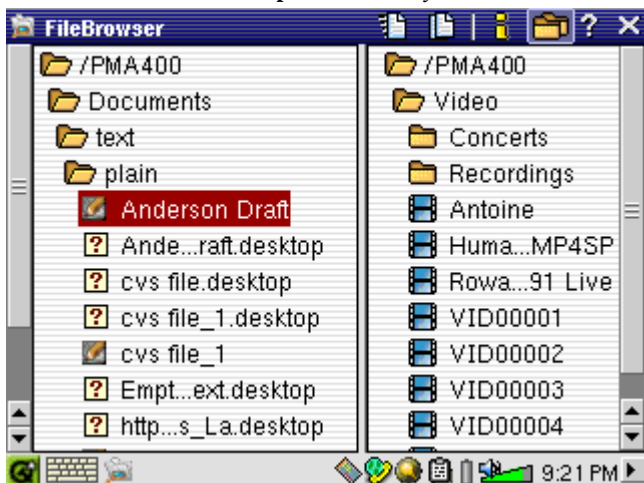 FileBrowser
?
/PMA400
Documents
text
plain
Anderson Draft
Ande...raft.desktop
cvs file.desktop
cvs file_1.desktop
cvs file_1
Empt...ext.desktop
http...s_La.desktop
/PMA400
Video
Concerts
Recordings
Antoine
Huma...MP4SP
Rowa...91 Live
VID00001
VID00002
VID00003
VID00004
9:21 PM